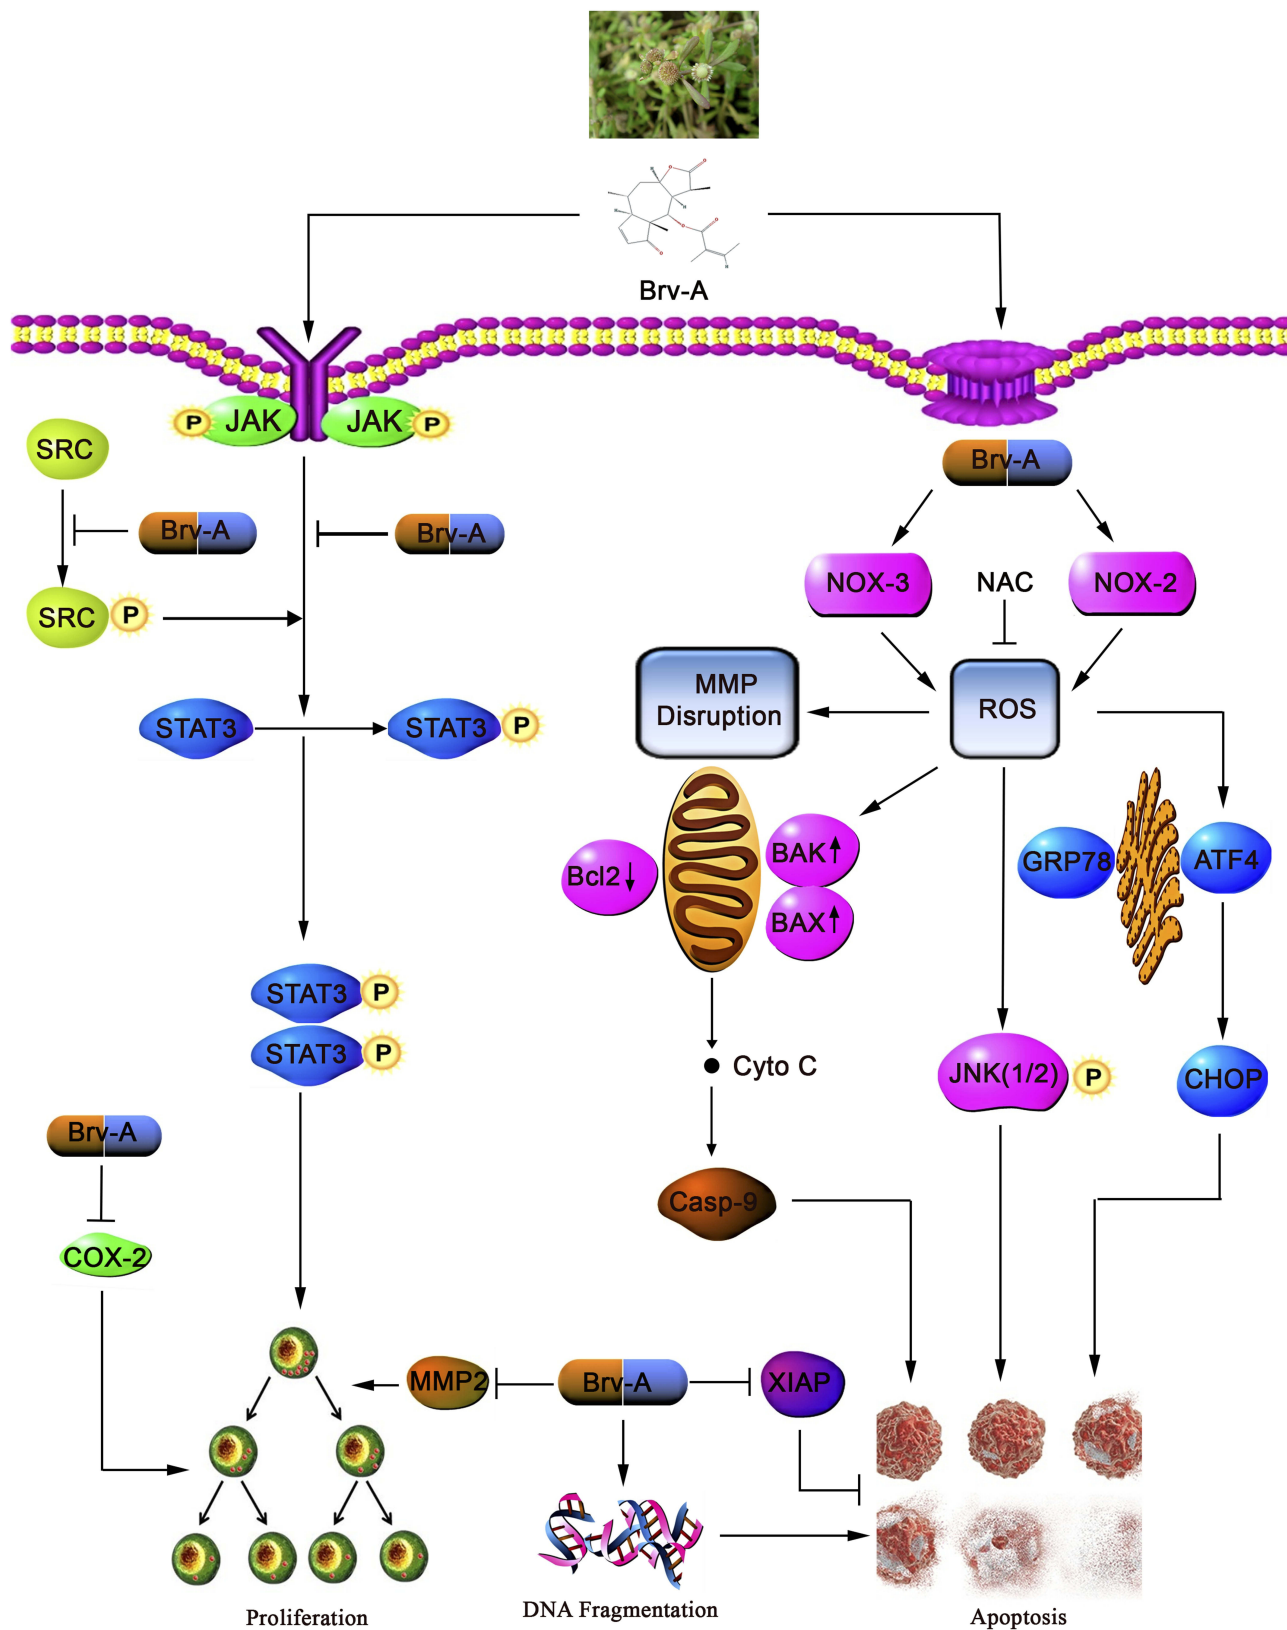 Brv-A
P
JAK
JAK
P
SRC
Brv-A
Brv-A
Brv-A
SRC
P
NOX-3
NAC
NOX-2
MMP
Disruption
ROS
STAT3
STAT3
P
Bcl2↓
BAK↑
BAX↑
GRP78
ATF4
STAT3
P
STAT3
P
Cyto C
JNK(1/2)
P
CHOP
Brv-A
Casp-9
COX-2
MMP2
Brv-A
XIAP
Proliferation
DNA Fragmentation
Apoptosis